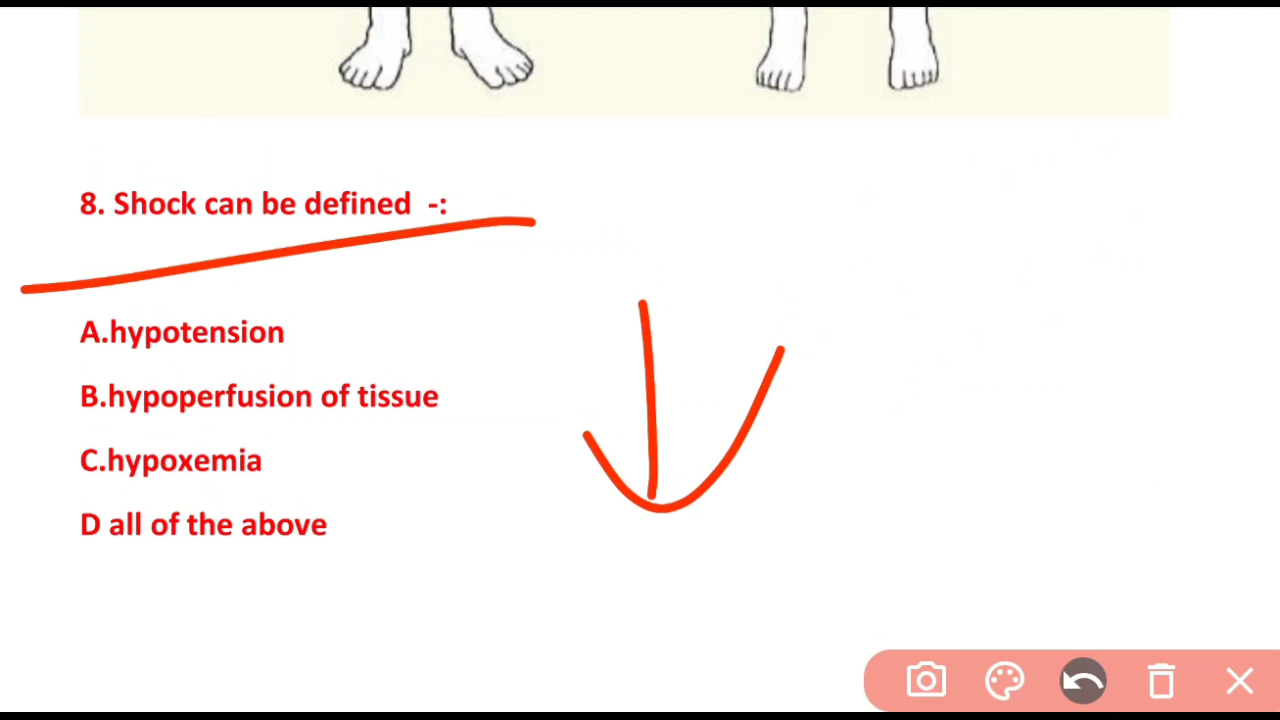 8. Shock can be defined -:
A.hypotension
B.hypoperfusion of tissue
C.hypoxemia
D all of the above